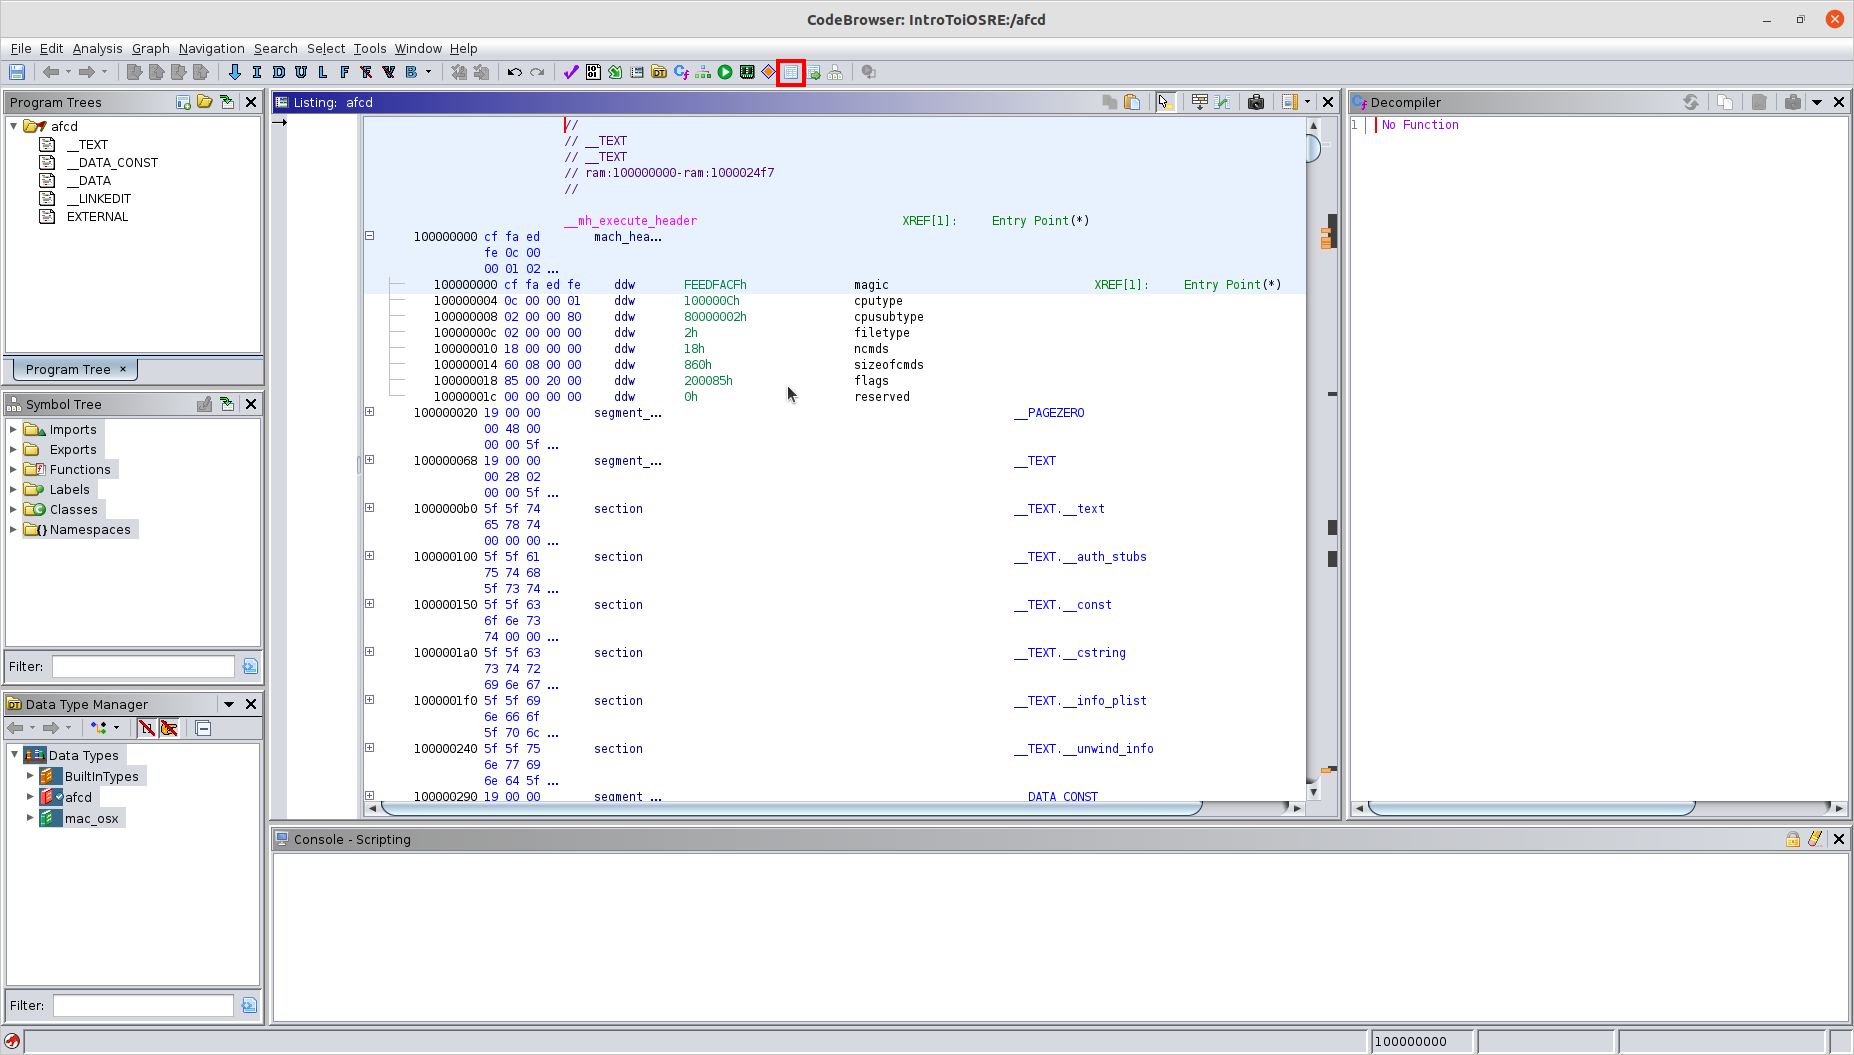 CodeBrowser: IntroToiOSRE:/afcd
File Edit Analysis Graph Navigation Search Select Tools Window Help
I D U L F B
Program Trees
afcd
__TEXT
__DATA_CONST
__DATA
__LINKEDIT
EXTERNAL
Program Tree ×
Symbol Tree
Imports
Exports
Functions
Labels
Classes
Namespaces
Filter:
Data Type Manager
Data Types
BuiltInTypes
afcd
mac_osx
Filter:
Listing: afcd
//
// __TEXT
// __TEXT
// ram:100000000-ram:1000024f7
//
__mh_execute_header XREF[1]: Entry Point(*)
100000000 cf fa ed mach_hea...
fe 0c 00
00 01 02 ...
100000000 cf fa ed fe ddw FEEDFACFh magic XREF[1]: Entry Point(*)
100000004 0c 00 00 01 ddw 100000Ch cputype
100000008 02 00 00 80 ddw 80000002h cpusubtype
10000000c 02 00 00 00 ddw 2h filetype
100000010 18 00 00 00 ddw 18h ncmds
100000014 60 08 00 00 ddw 860h sizeofcmds
100000018 85 00 20 00 ddw 200085h flags
10000001c 00 00 00 00 ddw 0h reserved
100000020 19 00 00 segment_... __PAGEZERO
00 48 00
00 00 5f ...
100000068 19 00 00 segment_... __TEXT
00 28 02
00 00 5f ...
1000000b0 5f 5f 74 section __TEXT.__text
65 78 74
00 00 00 ...
100000100 5f 5f 61 section __TEXT.__auth_stubs
75 74 68
5f 73 74 ...
100000150 5f 5f 63 section __TEXT.__const
6f 6e 73
74 00 00 ...
1000001a0 5f 5f 63 section __TEXT.__cstring
73 74 72
69 6e 67 ...
1000001f0 5f 5f 69 section __TEXT.__info_plist
6e 66 6f
5f 70 6c ...
100000240 5f 5f 75 section __TEXT.__unwind_info
6e 77 69
6e 64 5f ...
100000290 19 00 00 segment_... __DATA_CONST
Decompiler
1 No Function
Console - Scripting
100000000